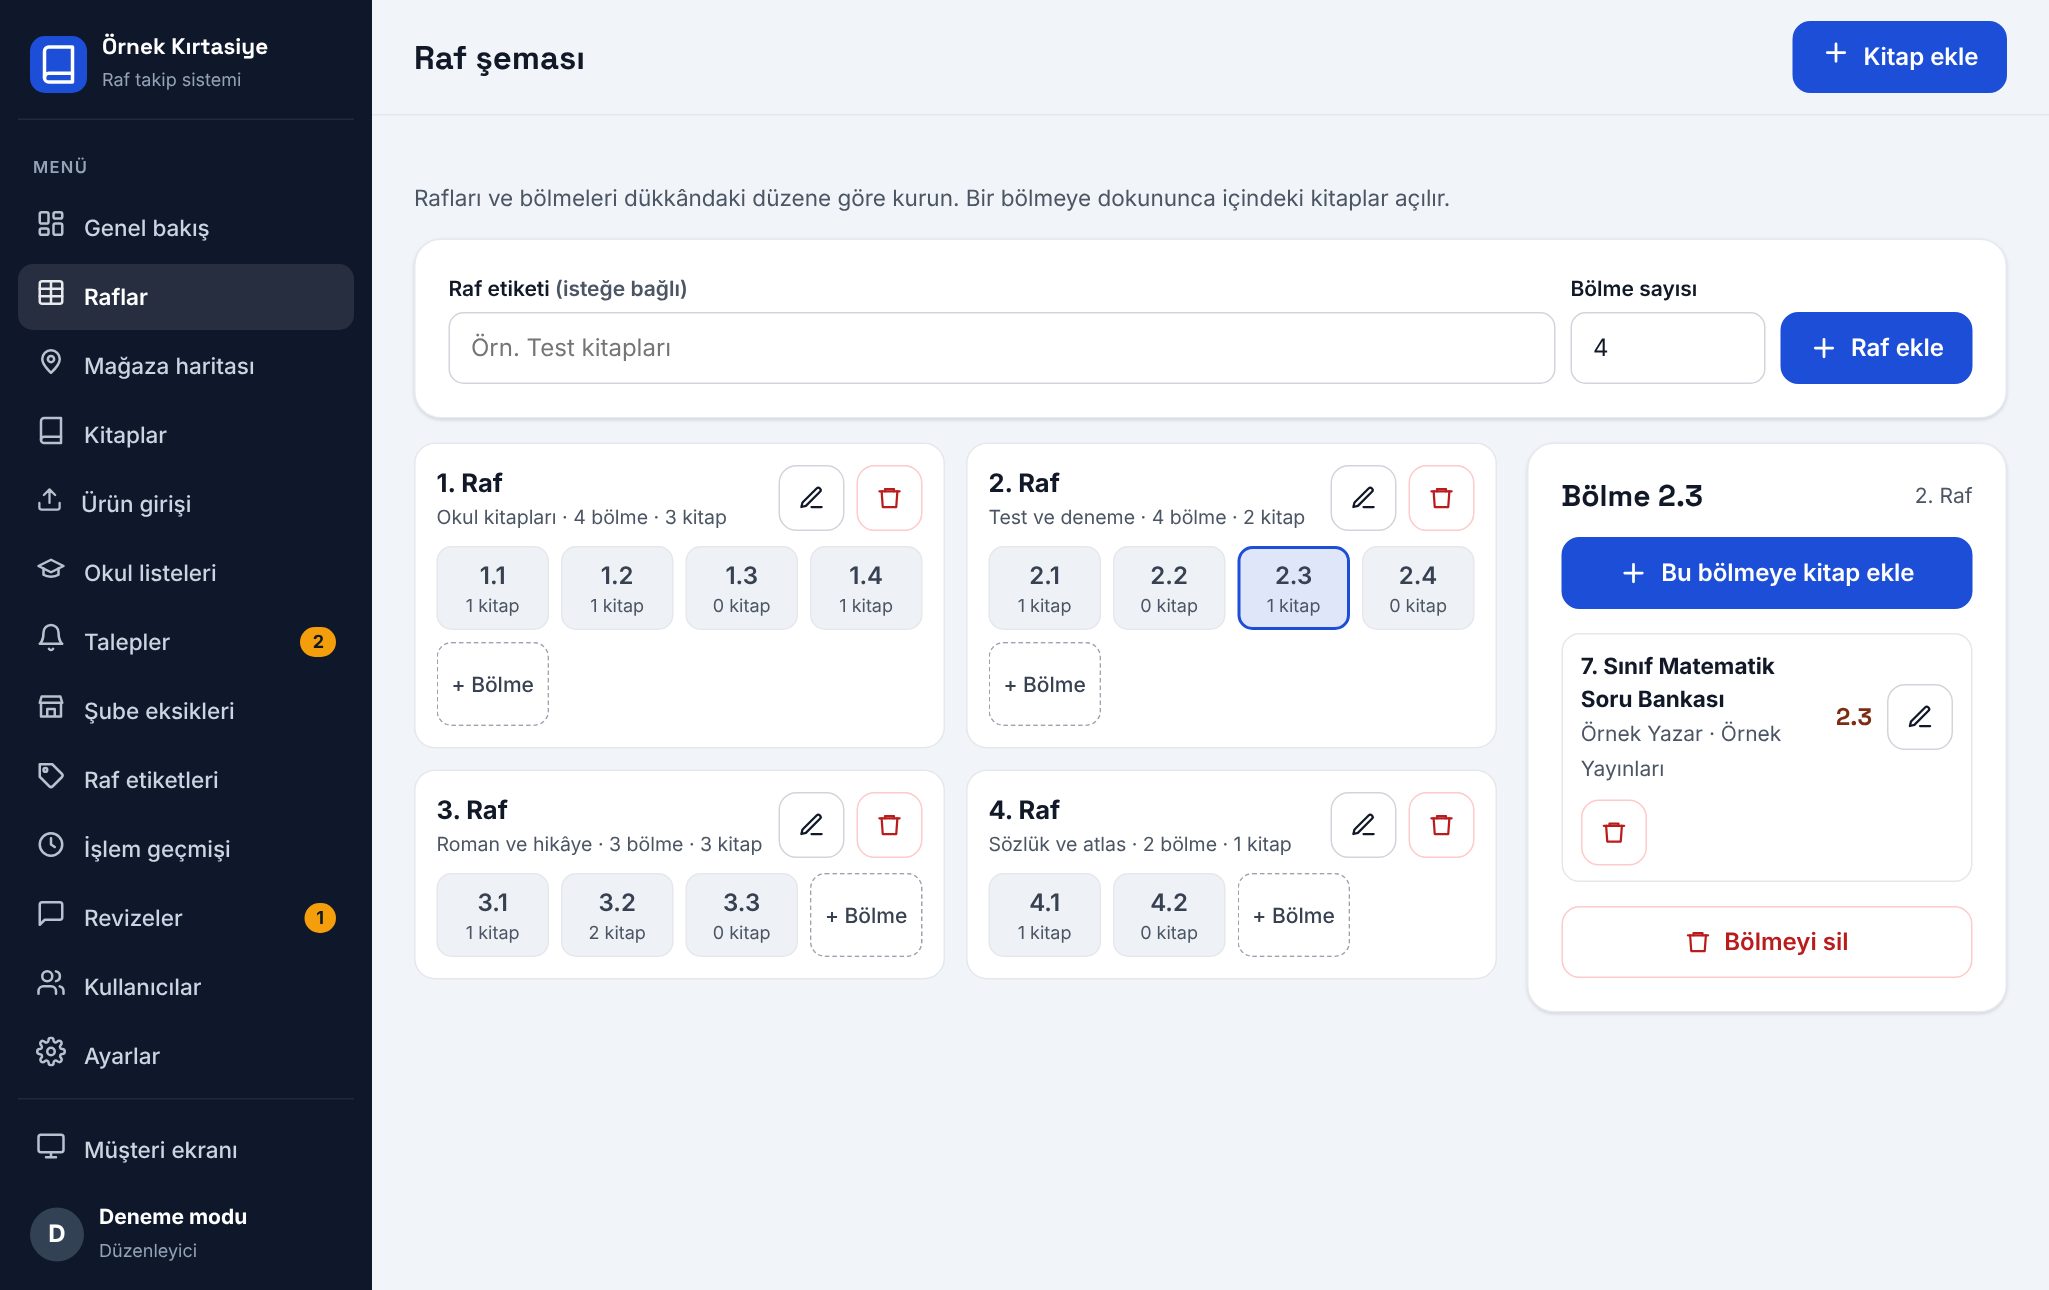 Örnek Kırtasiye
Raf takip sistemi
MENÜ
Genel bakış
Raflar
Mağaza haritası
Kitaplar
Ürün girişi
Okul listeleri
Talepler 2
Şube eksikleri
Raf etiketleri
İşlem geçmişi
Revizeler 1
Kullanıcılar
Ayarlar
Müşteri ekranı
D
Deneme modu
Düzenleyici
Raf şeması
+ Kitap ekle
Rafları ve bölmeleri dükkândaki düzene göre kurun. Bir bölmeye dokununca içindeki kitaplar açılır.
Raf etiketi (isteğe bağlı)
Örn. Test kitapları
Bölme sayısı
4
+ Raf ekle
1. Raf
Okul kitapları · 4 bölme · 3 kitap
1.1 1.2 1.3 1.4
1 kitap 1 kitap 0 kitap 1 kitap
+ Bölme
2. Raf
Test ve deneme · 4 bölme · 2 kitap
2.1 2.2 2.3 2.4
1 kitap 0 kitap 1 kitap 0 kitap
+ Bölme
3. Raf
Roman ve hikâye · 3 bölme · 3 kitap
3.1 3.2 3.3
1 kitap 2 kitap 0 kitap
+ Bölme
4. Raf
Sözlük ve atlas · 2 bölme · 1 kitap
4.1 4.2
1 kitap 0 kitap
+ Bölme
Bölme 2.3
2. Raf
+ Bu bölmeye kitap ekle
7. Sınıf Matematik
Soru Bankası
Örnek Yazar · Örnek
Yayınları
2.3
Bölmeyi sil